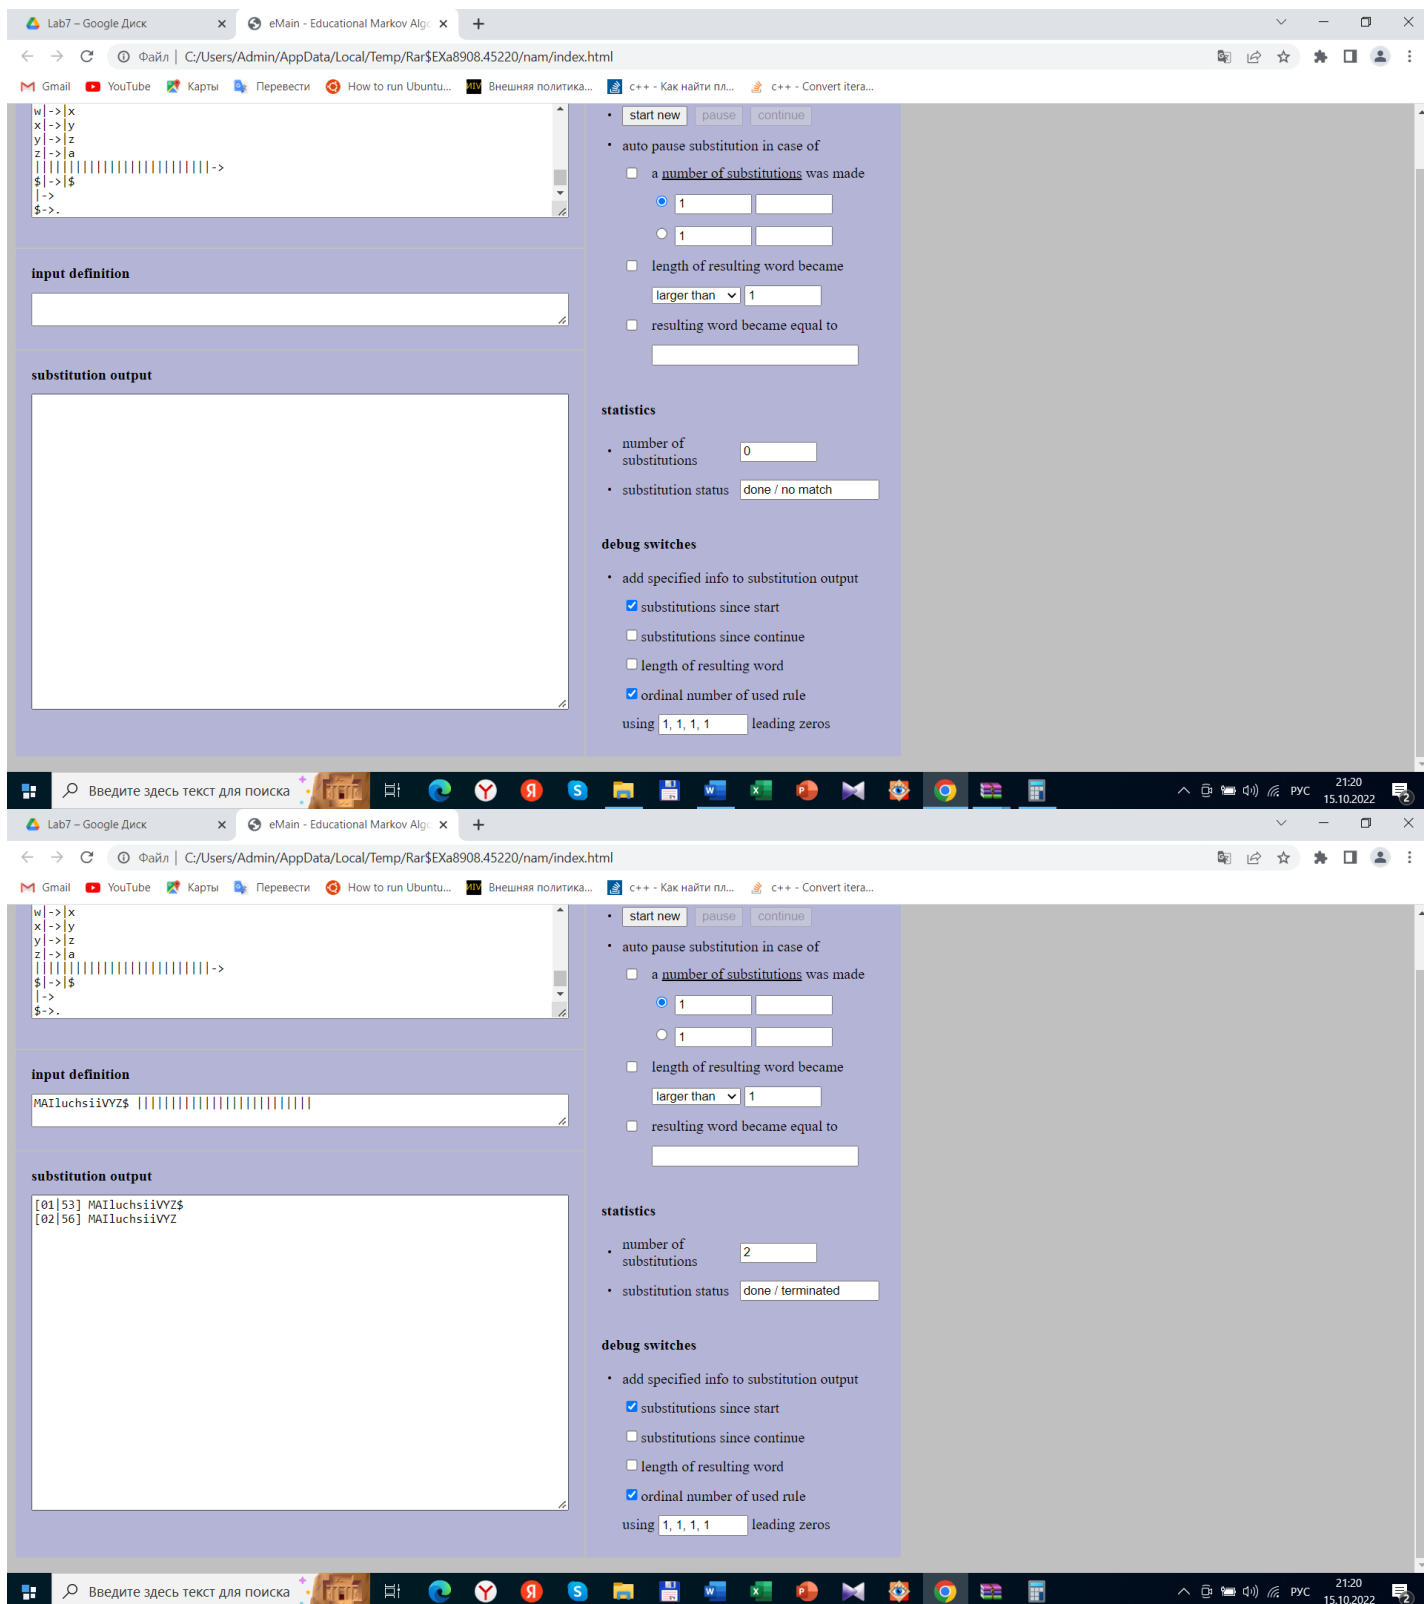 Lab7 – Google Диск
eMain - Educational Markov Algo
Файл | C:/Users/Admin/AppData/Local/Temp/Rar$EXa8908.45220/nam/index.html
Gmail YouTube Карты Перевести How to run Ubuntu... Внешняя политика... c++ - Как найти пл... c++ - Convert itera...
w|->|x
x|->|y
y|->|z
z|->|a
||||||||||||||||||||||||||->
$|->|$
|->
$->.
input definition
substitution output
start new pause continue
auto pause substitution in case of
a number of substitutions was made
1
1
length of resulting word became
larger than 1
resulting word became equal to
statistics
number of
substitutions 0
substitution status done / no match
debug switches
add specified info to substitution output
substitutions since start
substitutions since continue
length of resulting word
ordinal number of used rule
using 1, 1, 1, 1 leading zeros
Введите здесь текст для поиска
РУС
21:20
15.10.2022
Lab7 – Google Диск
eMain - Educational Markov Algo
Файл | C:/Users/Admin/AppData/Local/Temp/Rar$EXa8908.45220/nam/index.html
Gmail YouTube Карты Перевести How to run Ubuntu... Внешняя политика... c++ - Как найти пл... c++ - Convert itera...
w|->|x
x|->|y
y|->|z
z|->|a
||||||||||||||||||||||||||->
$|->|$
|->
$->.
input definition
MAIluchsiiVYZ$ ||||||||||||||||||||||||||
substitution output
[01|53] MAIluchsiiVYZ$
[02|56] MAIluchsiiVYZ
start new pause continue
auto pause substitution in case of
a number of substitutions was made
1
1
length of resulting word became
larger than 1
resulting word became equal to
statistics
number of
substitutions 2
substitution status done / terminated
debug switches
add specified info to substitution output
substitutions since start
substitutions since continue
length of resulting word
ordinal number of used rule
using 1, 1, 1, 1 leading zeros
Введите здесь текст для поиска
РУС
21:20
15.10.2022